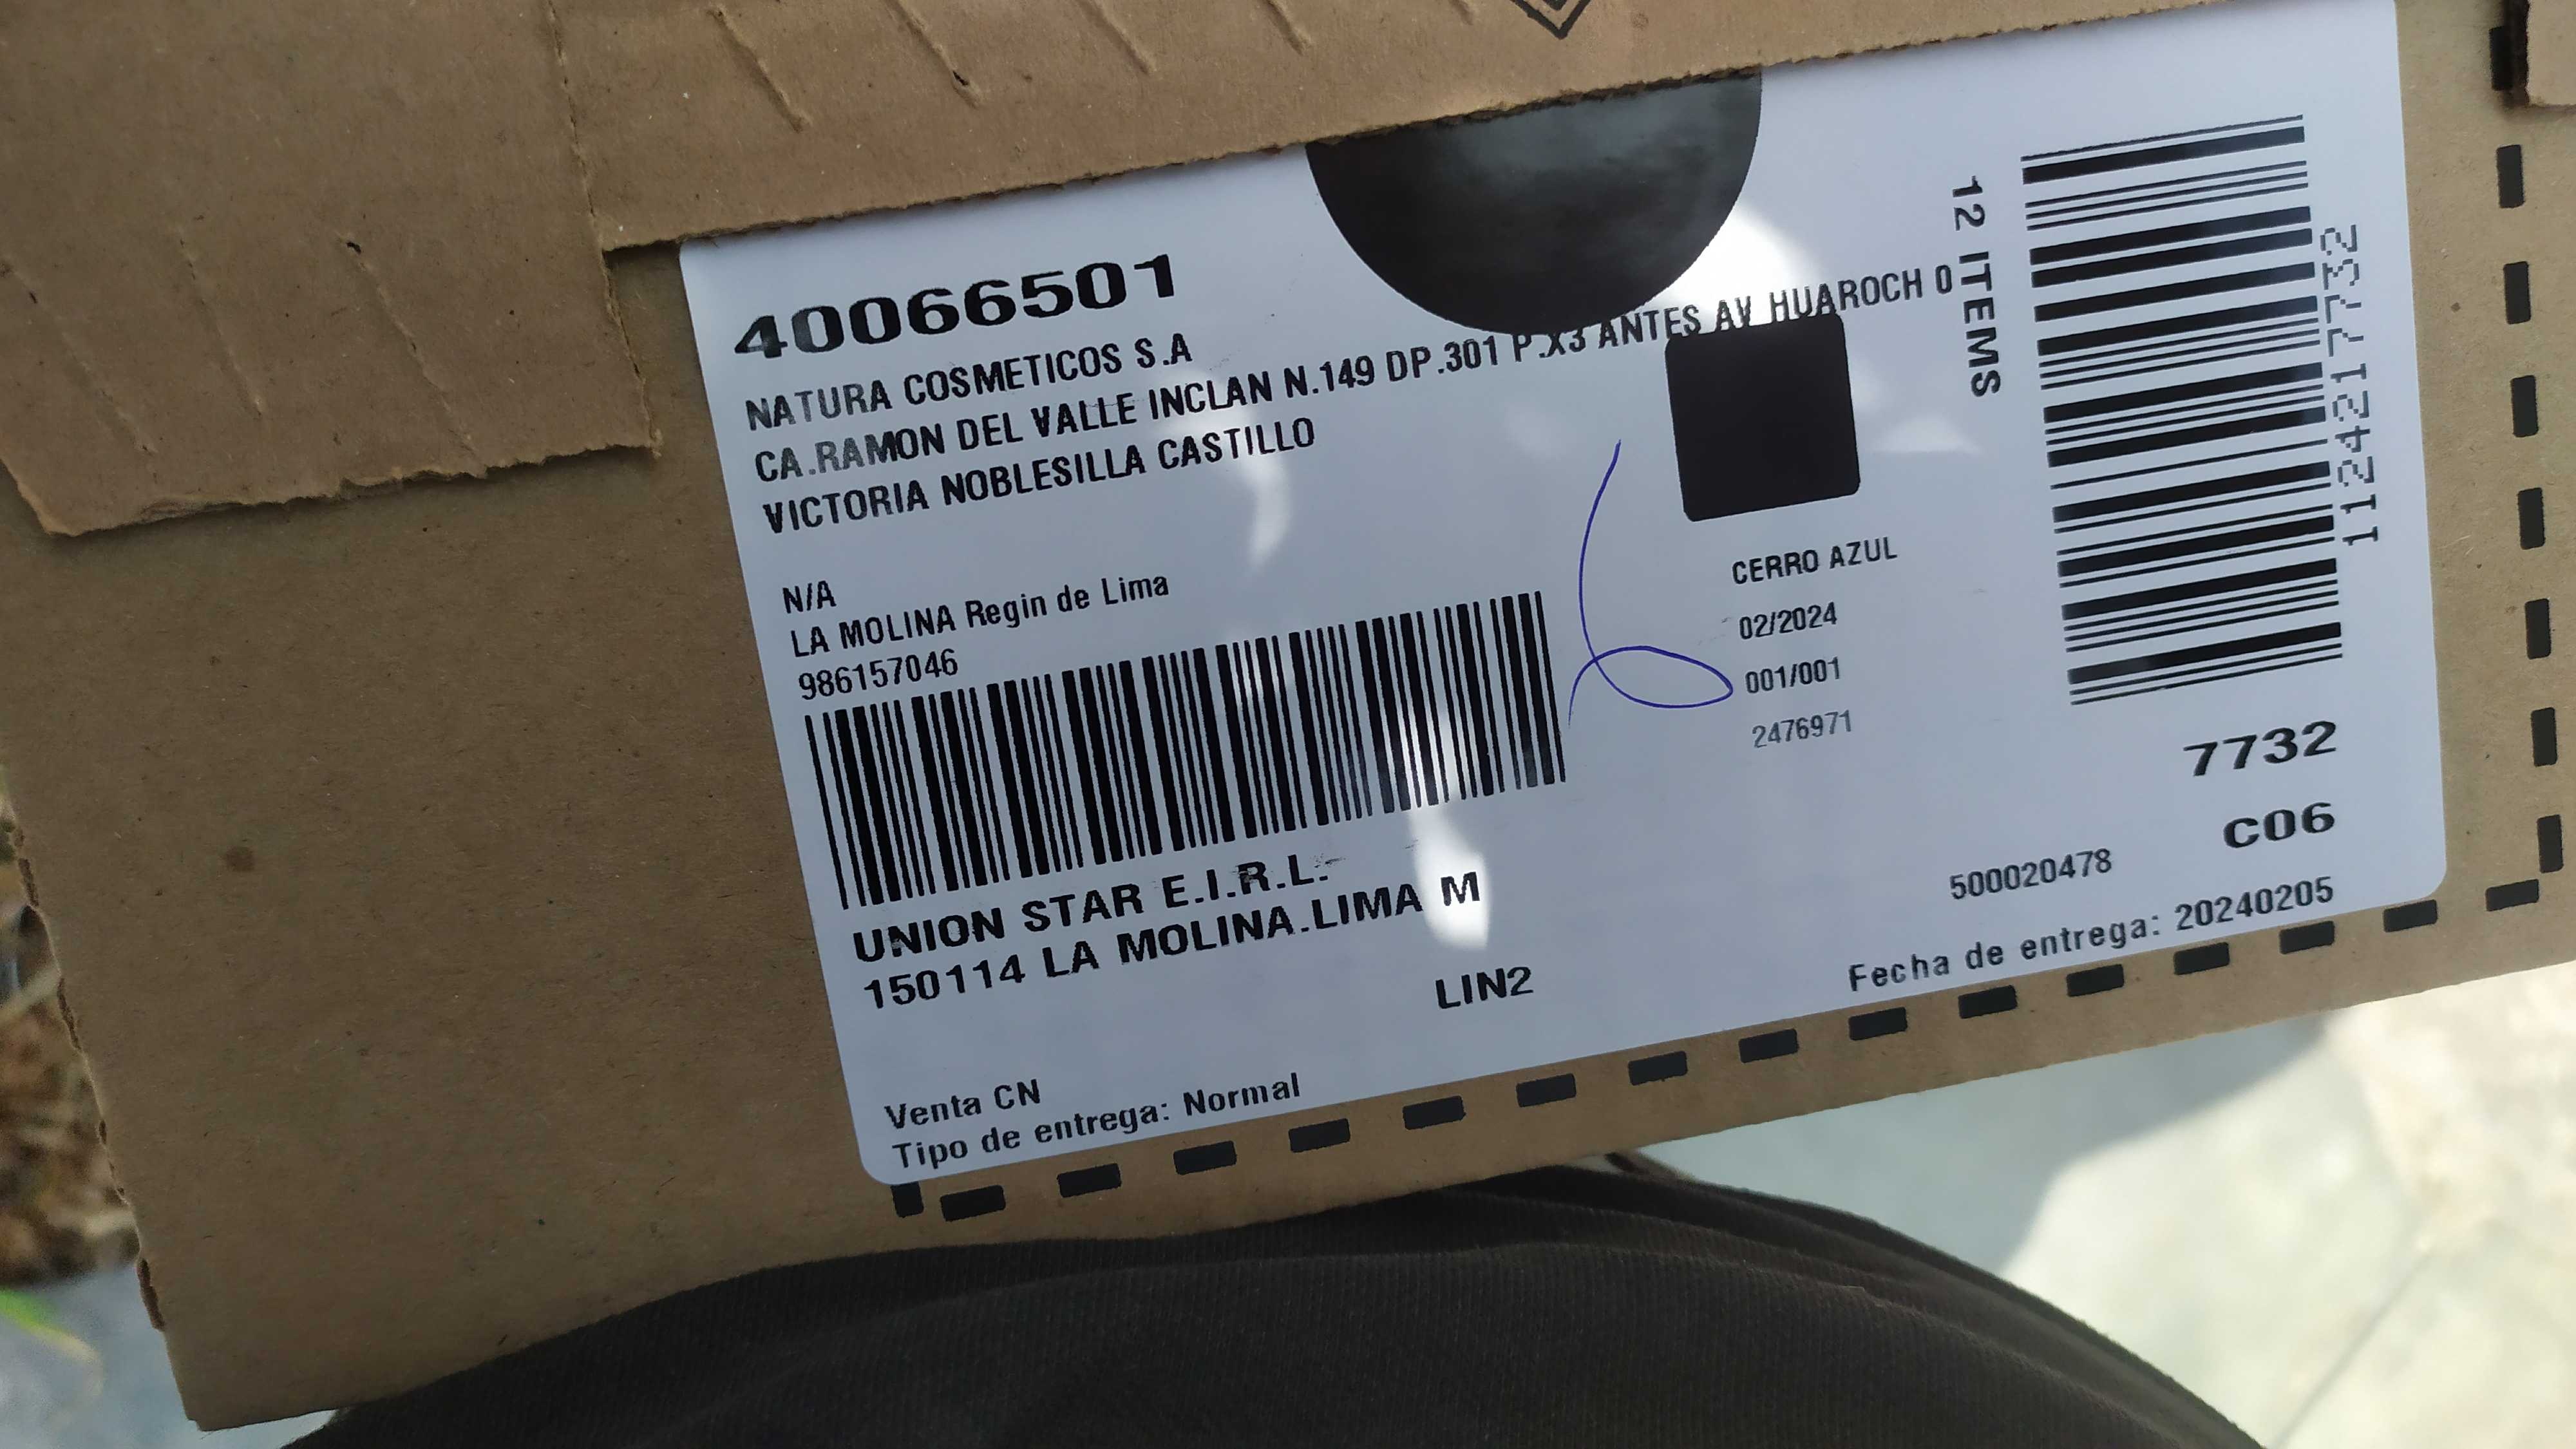 40066501
NATURA COSMETICOS S.A
CA.RAMON DEL VALLE INCLAN N.149 DP.301 P.X3 ANTES AV HUAROCH 0
VICTORIA NOBLESILLA CASTILLO
N/A
LA MOLINA Regin de Lima
986157046
UNION STAR E.I.R.L.
150114 LA MOLINA.LIMA M
LIN2
Venta CN
Tipo de entrega: Normal
12 ITEMS
1124217732
CERRO AZUL
02/2024
001/001
2476971
7732
C06
500020478
Fecha de entrega: 20240205